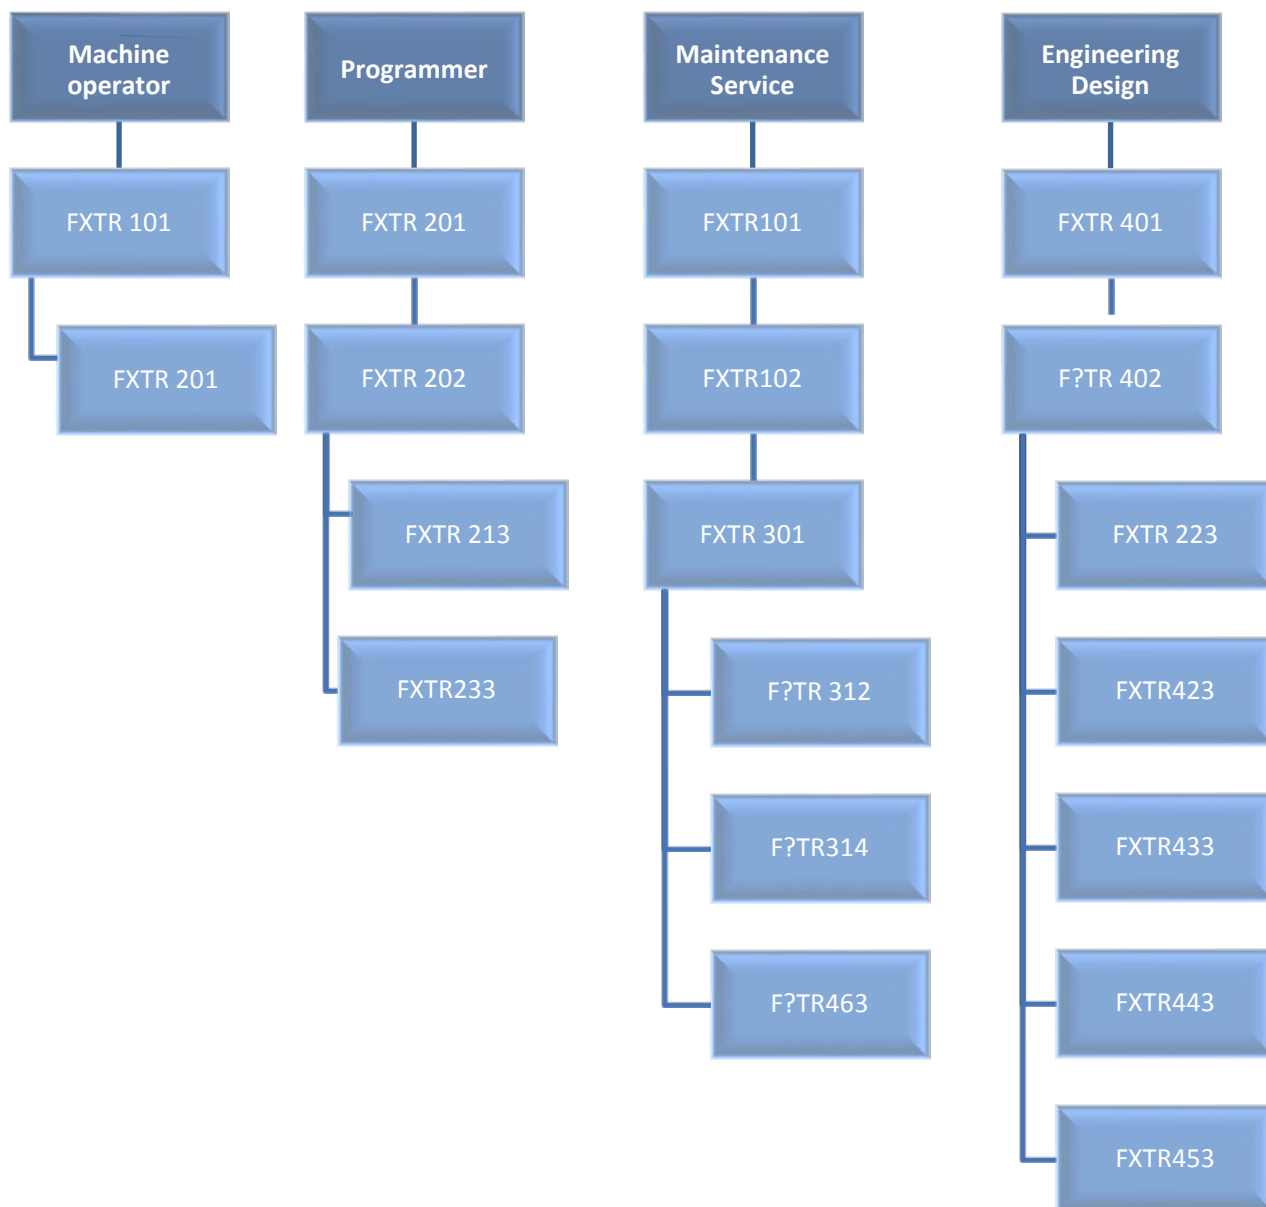 Machine
operator
FXTR 101
FXTR 201
Programmer
FXTR 201
FXTR 202
FXTR 213
FXTR233
Maintenance
Service
FXTR101
FXTR102
FXTR 301
F?TR 312
F?TR314
F?TR463
Engineering
Design
FXTR 401
F?TR 402
FXTR 223
FXTR423
FXTR433
FXTR443
FXTR453